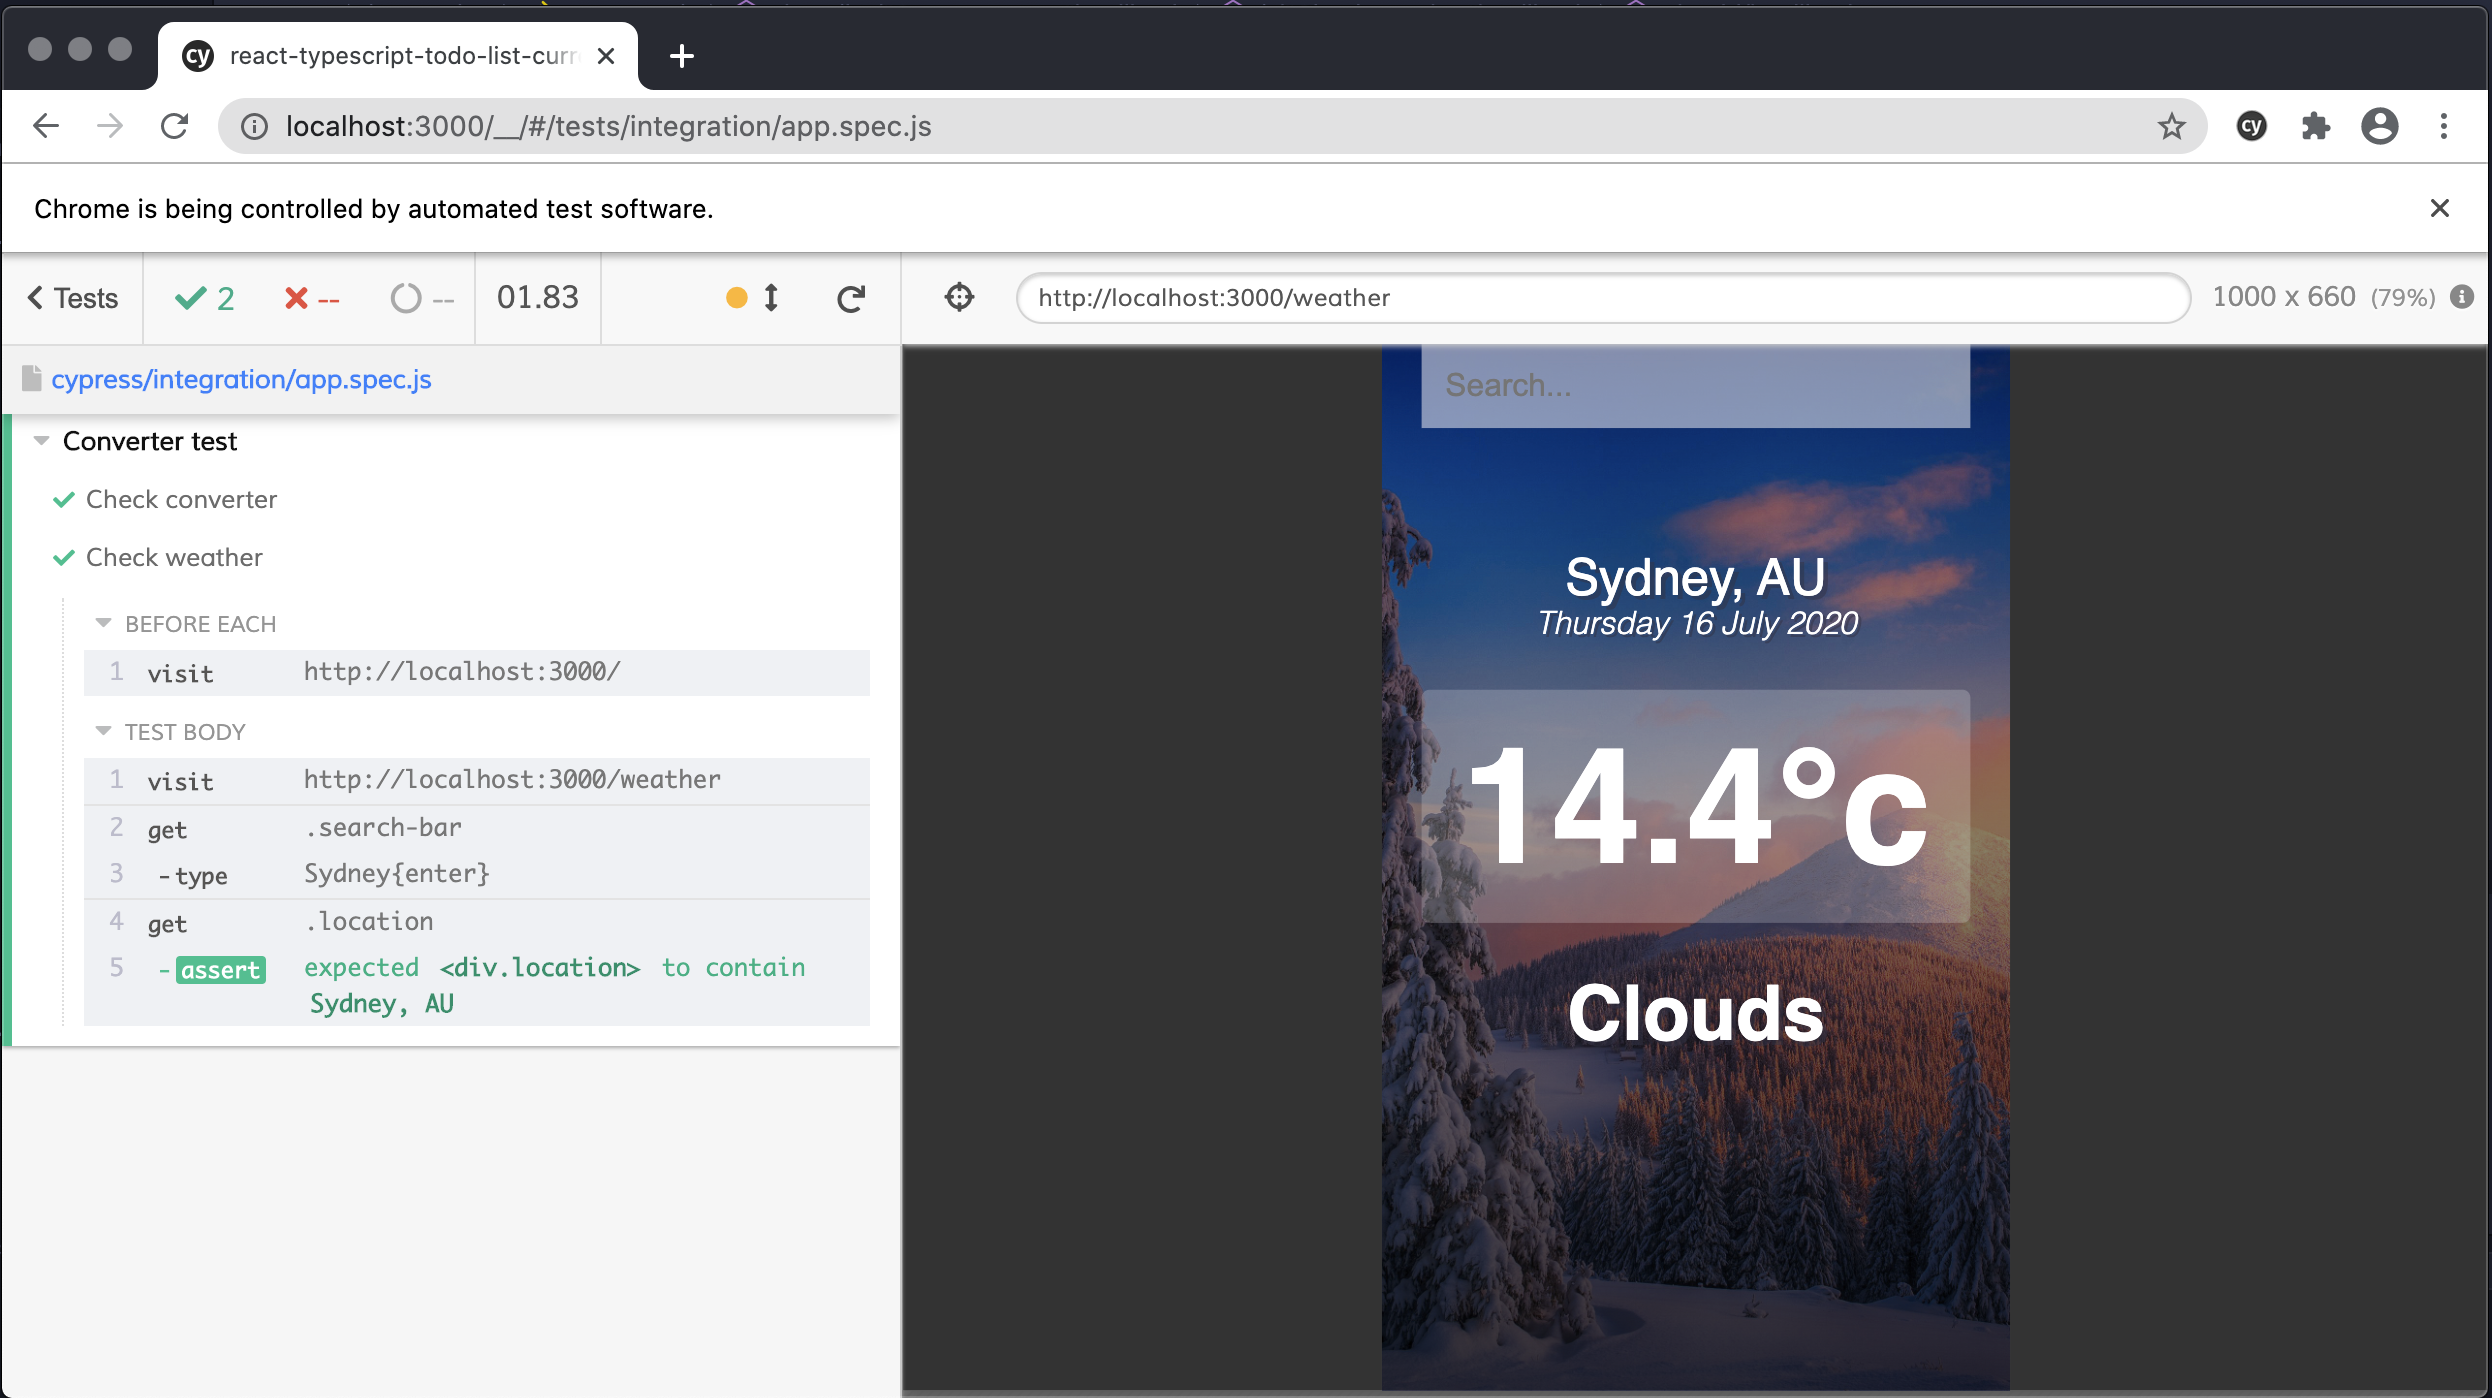 cy react-typescript-todo-list-curr
localhost:3000/__/#/tests/integration/app.spec.js
cy
Chrome is being controlled by automated test software.
Tests
2
--
--
01.83
http://localhost:3000/weather
1000 x 660 (79%)
cypress/integration/app.spec.js
Converter test
Check converter
Check weather
BEFORE EACH
1 visit http://localhost:3000/
TEST BODY
1 visit http://localhost:3000/weather
2 get .search-bar
3 -type Sydney{enter}
4 get .location
5 -assert expected <div.location> to contain
Sydney, AU
Search...
Sydney, AU
Thursday 16 July 2020
14.4°c
Clouds